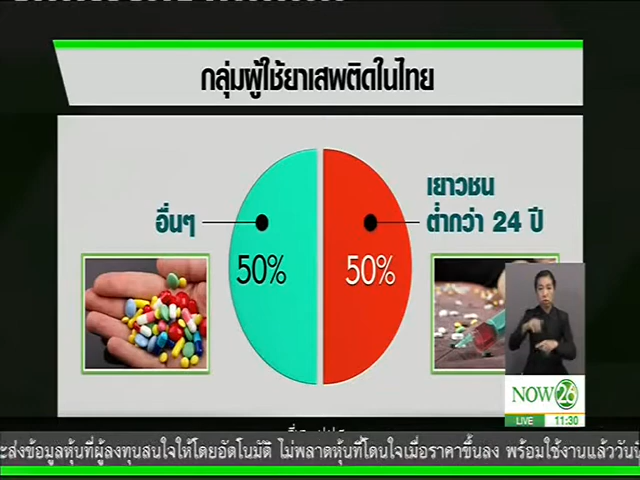 กลุ่มผู้ใช้ยาเสพติดในไทย
เยาวชน
ต่ำกว่า 24 ปี
อื่นๆ
50%
50%
NOW 26
LIVE 11:30
ะส่งข้อมูลหุ้นที่ผู้ลงทุนสนใจให้โดยอัตโนมัติ ไม่พลาดหุ้นที่โดนใจเมื่อราคาขึ้นลง พร้อมใช้งานแล้ววันนี้